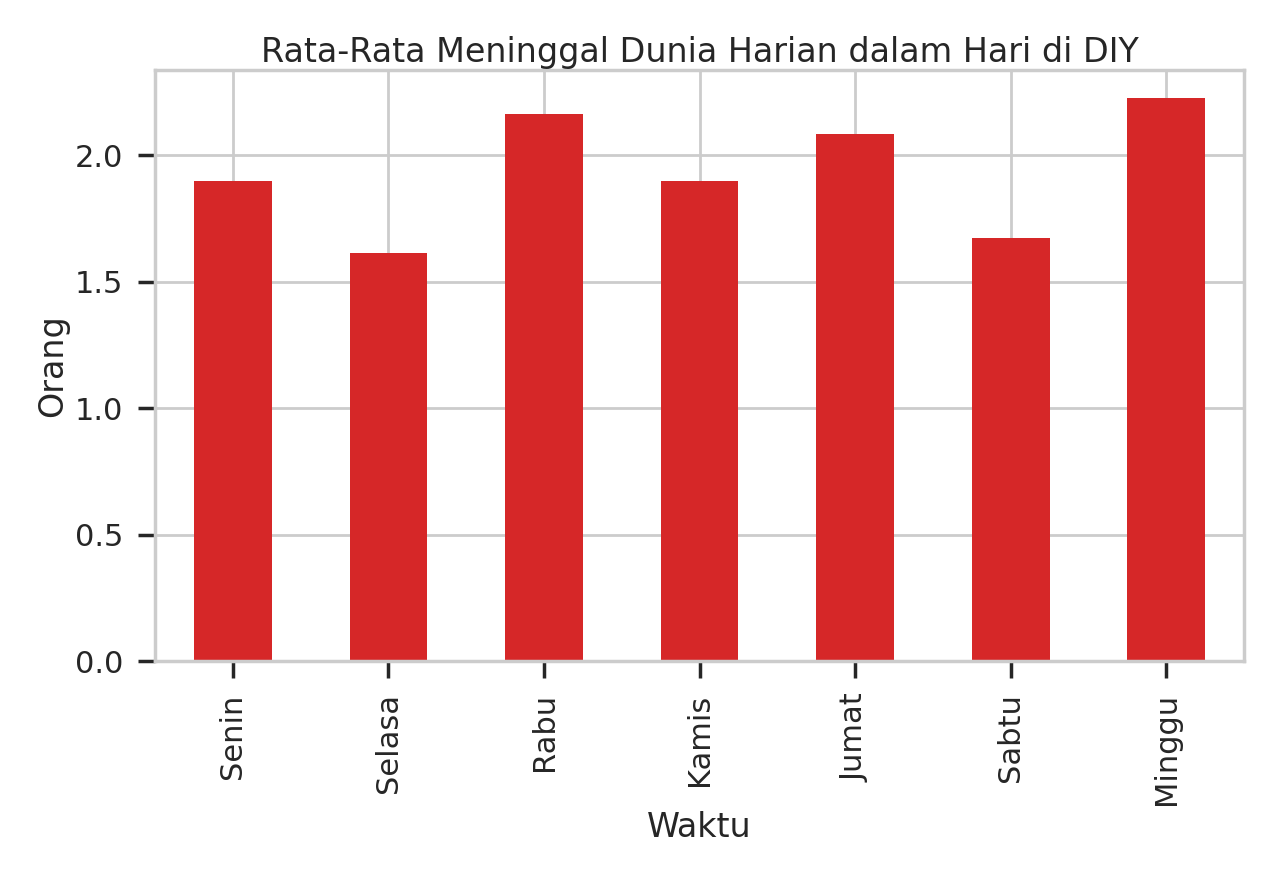 Rata-Rata Meninggal Dunia Harian dalam Hari di DIY
Orang
2.0
1.5
1.0
0.5
0.0
Senin
Selasa
Rabu
Kamis
Jumat
Sabtu
Minggu
Waktu